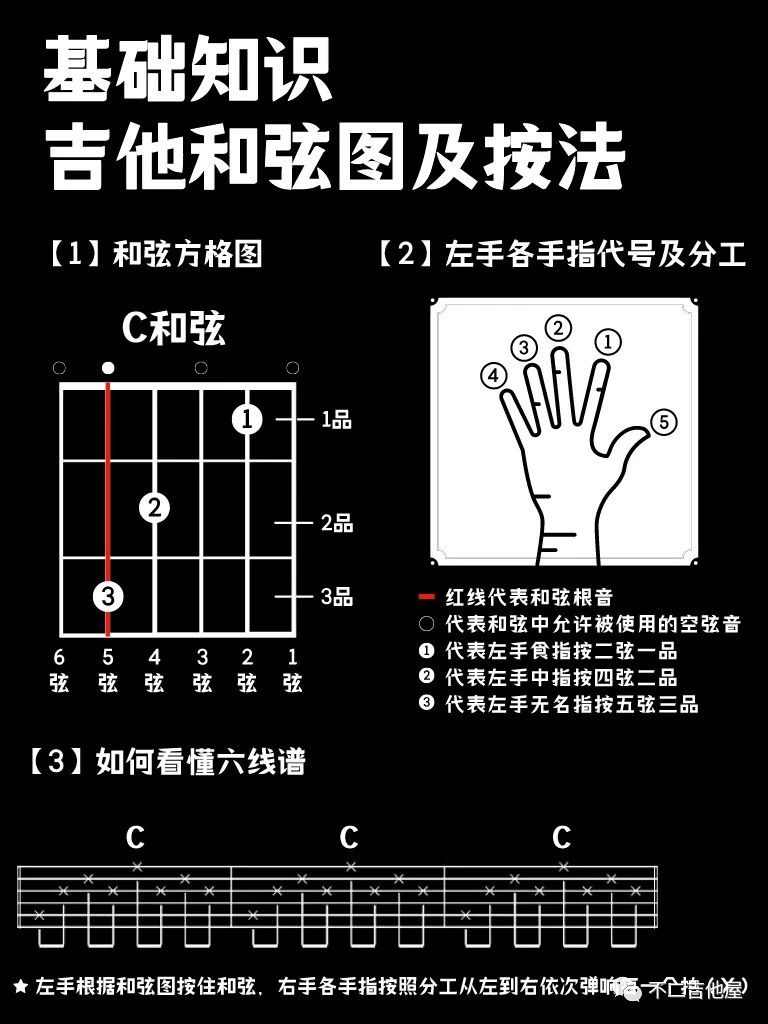 基础知识
吉他和弦图及按法
【1】和弦方格图
【2】左手各手指代号及分工
C和弦
1
2
3
1品
2品
3品
6 5 4 3 2 1
弦 弦 弦 弦 弦 弦
4
3
2
1
5
红线代表和弦根音
代表和弦中允许被使用的空弦音
1 代表左手食指按二弦一品
2 代表左手中指按四弦二品
3 代表左手无名指按五弦三品
【3】如何看懂六线谱
C C C
★ 左手根据和弦图按住和弦，右手各手指按照分工从左到右依次弹响每一个拍（X）
吉他屋